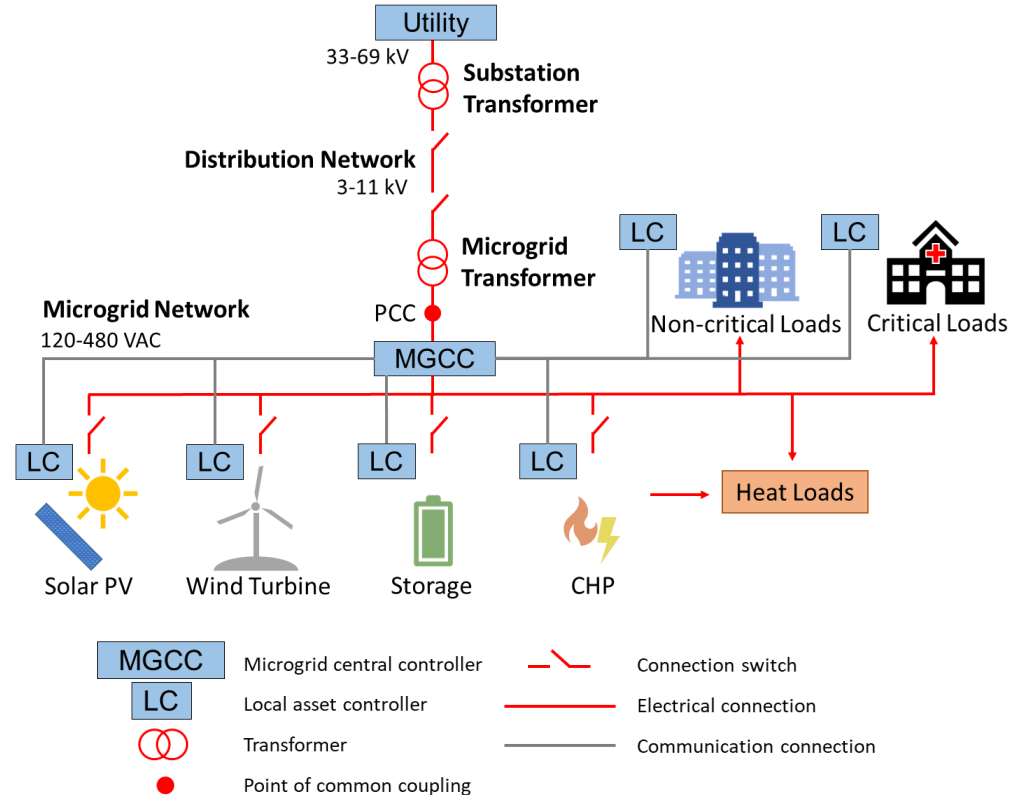 Utility
33-69 kV
Substation
Transformer
Distribution Network
3-11 kV
Microgrid
Transformer
PCC
Microgrid Network
120-480 VAC
MGCC
LC
LC
Non-critical Loads
Critical Loads
LC
LC
LC
LC
Heat Loads
Solar PV
Wind Turbine
Storage
CHP
MGCC
Microgrid central controller
Connection switch
LC
Local asset controller
Electrical connection
Transformer
Communication connection
Point of common coupling